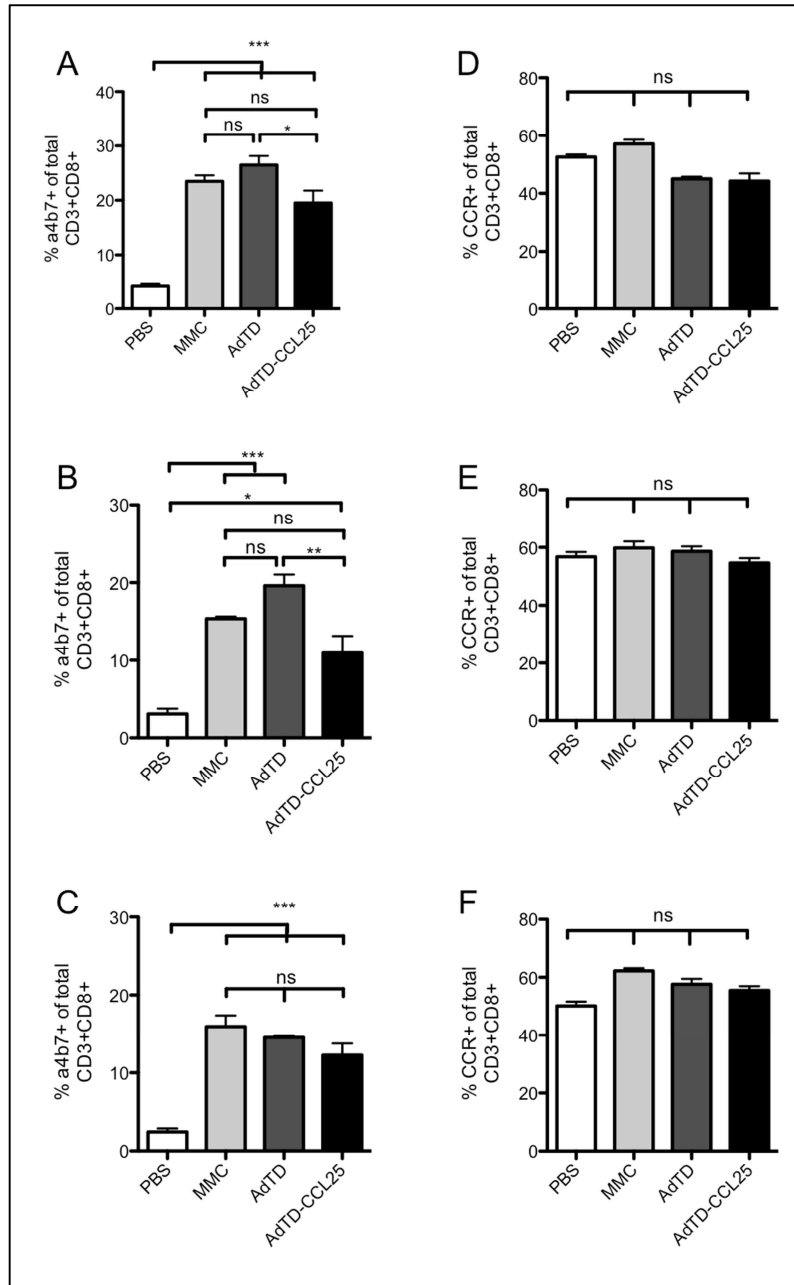 A
***
ns
ns
*
40
30
20
10
0
% a4b7+ of total
CD3+CD8+
PBS
MMC
AdTD
AdTD-CCL25
D
ns
80
60
40
20
0
% CCR+ of total
CD3+CD8+
PBS
MMC
AdTD
AdTD-CCL25
B
***
*
ns
ns
**
30
20
10
0
% a4b7+ of total
CD3+CD8+
PBS
MMC
AdTD
AdTD-CCL25
E
ns
80
60
40
20
0
% CCR+ of total
CD3+CD8+
PBS
MMC
AdTD
AdTD-CCL25
C
***
ns
30
20
10
0
% a4b7+ of total
CD3+CD8+
PBS
MMC
AdTD
AdTD-CCL25
F
ns
80
60
40
20
0
% CCR+ of total
CD3+CD8+
PBS
MMC
AdTD
AdTD-CCL25